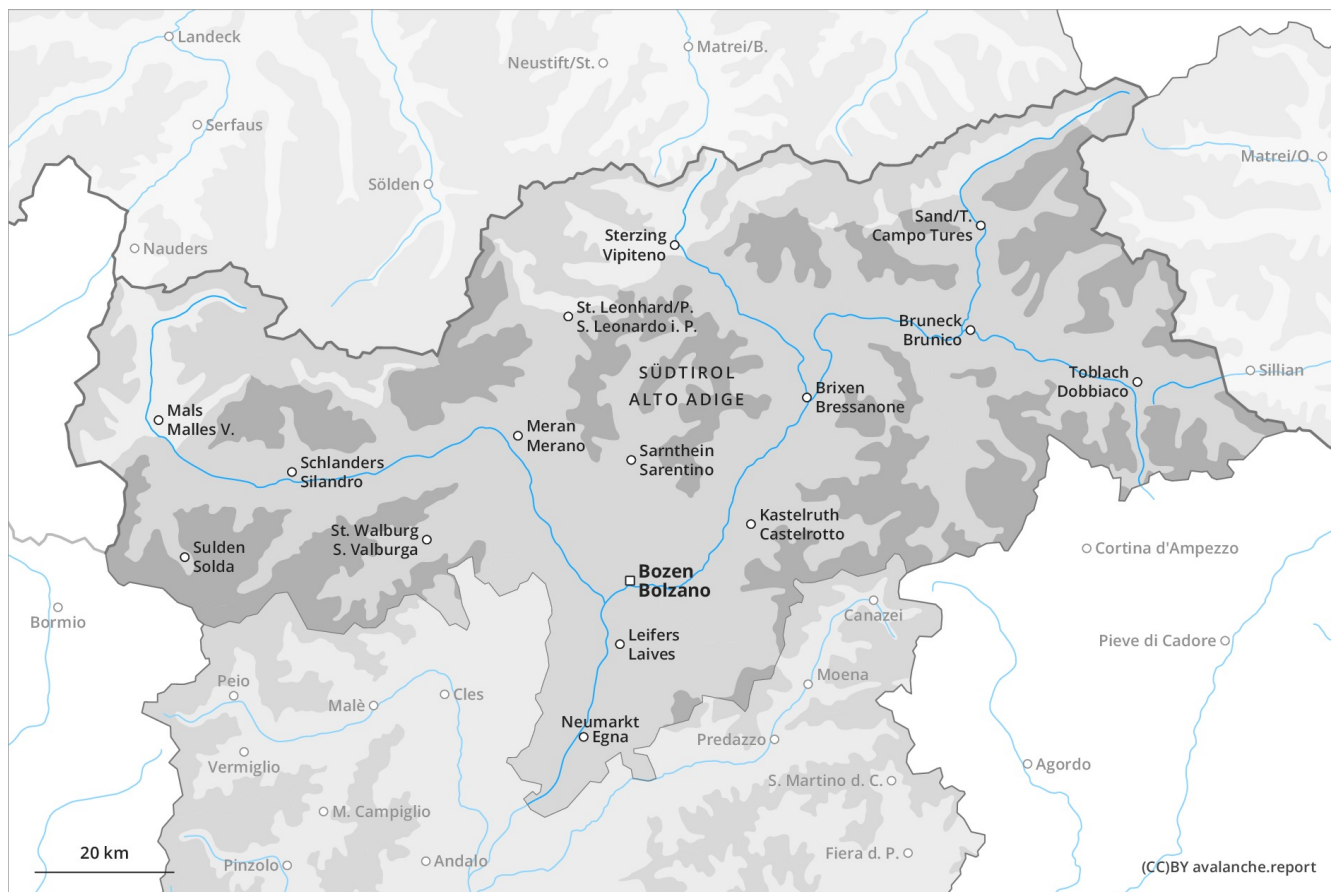 Landeck
Matrei/B.
Neustift/St.
Serfaus
Matrei/O.
Sölden
Sand/T.
Campo Tures
Sterzing
Vipiteno
Nauders
St. Leonhard/P.
S. Leonardo i. P.
Bruneck
Brunico
SÜDTIROL
ALTO ADIGE
Toblach
Dobbiaco
Sillian
Brixen
Bressanone
Mals
Malles V.
Meran
Merano
Sarnthein
Sarentino
Schlanders
Silandro
Kastelruth
Castelrotto
St. Walburg
S. Valburga
Sulden
Solda
Cortina d'Ampezzo
Bozen
Bolzano
Bormio
Canazei
Leifers
Laives
Pieve di Cadore
Peio
Malè
Cles
Moena
Neumarkt
Egna
Predazzo
Vermiglio
Agordo
S. Martino d. C.
M. Campiglio
20 km
Pinzolo
Andalo
Fiera d. P.
(CC)BY avalanche.report